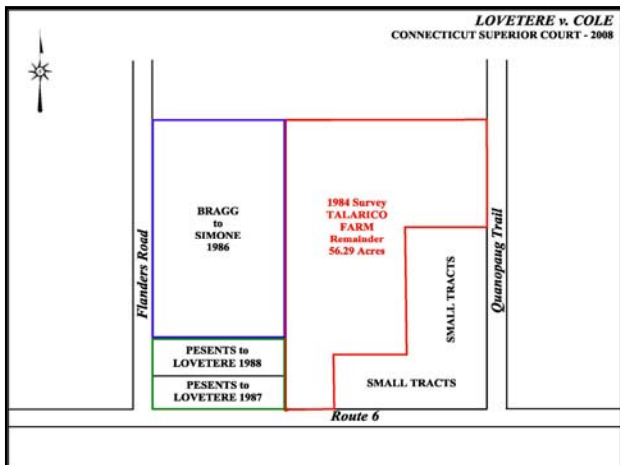 LOVETERE v. COLE
CONNECTICUT SUPERIOR COURT - 2008
Flanders Road
BRAGG
to
SIMONE
1986
1984 Survey
TALARICO
FARM
Remainder
56.29 Acres
Quanopaug Trail
SMALL TRACTS
PESENTS to
LOVETERE 1988
PESENTS to
LOVETERE 1987
SMALL TRACTS
Route 6